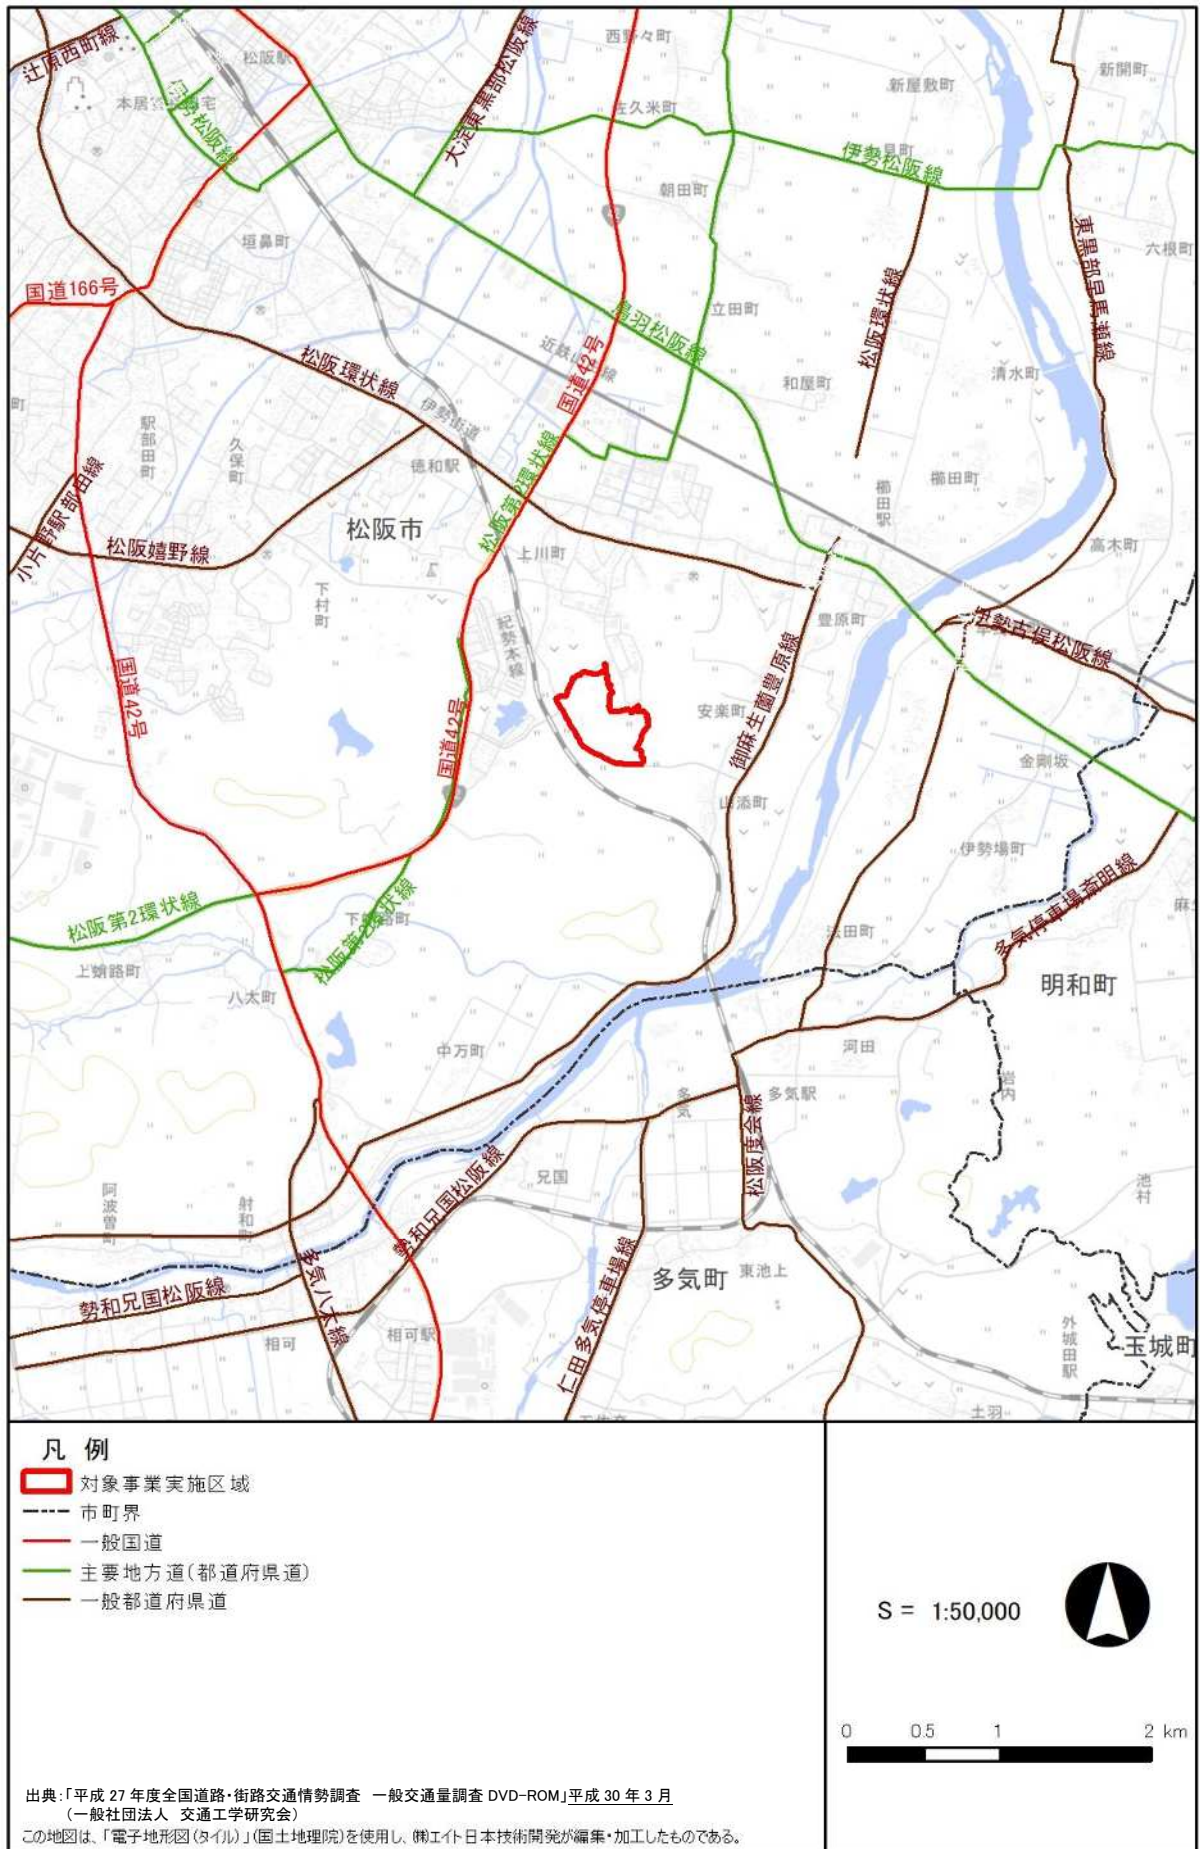 辻原西町線
松阪駅
本居宣長旧宅
伊勢松阪線
大淀東黒部松阪線
西野々町
佐久米町
新屋敷町
新開町
朝田町
伊勢松阪線
東黒部早馬瀬線
六根町
垣鼻町
国道166号
立田町
鳥羽松阪線
松阪環状線
清水町
和屋町
松阪環状線
国道42号
伊勢街道
駅部田町
久保町
徳和駅
松阪第2環状線
櫛田町
櫛田駅
小片野駅部田線
松阪嬉野線
松阪市
上川町
高木町
下村町
紀勢本線
豊原町
伊勢古俣松阪線
国道42号
国道42号
安楽町
御麻生薗豊原線
山添町
金剛坂
伊勢場町
松阪第2環状線
松阪第2環状線
上蛸路町
八太町
法田町
多気停車場斎明線
明和町
中万町
河田
岩内
多気
多気駅
松阪度会線
勢和兄国松阪線
兄国
阿波曽町
射和町
池村
勢和兄国松阪線
多気八太線
仁田多気停車場線
多気町
東池上
相可
相可駅
外城田駅
玉城町
土羽
凡 例
対象事業実施区域
市町界
一般国道
主要地方道(都道府県道)
一般都道府県道
S = 1:50,000
0 0.5 1 2 km
出典:「平成 27 年度全国道路・街路交通情勢調査 一般交通量調査 DVD-ROM」平成 30 年 3 月
(一般社団法人 交通工学研究会)
この地図は、「電子地形図(タイル)」(国土地理院)を使用し、㈱エイト日本技術開発が編集・加工したものである。